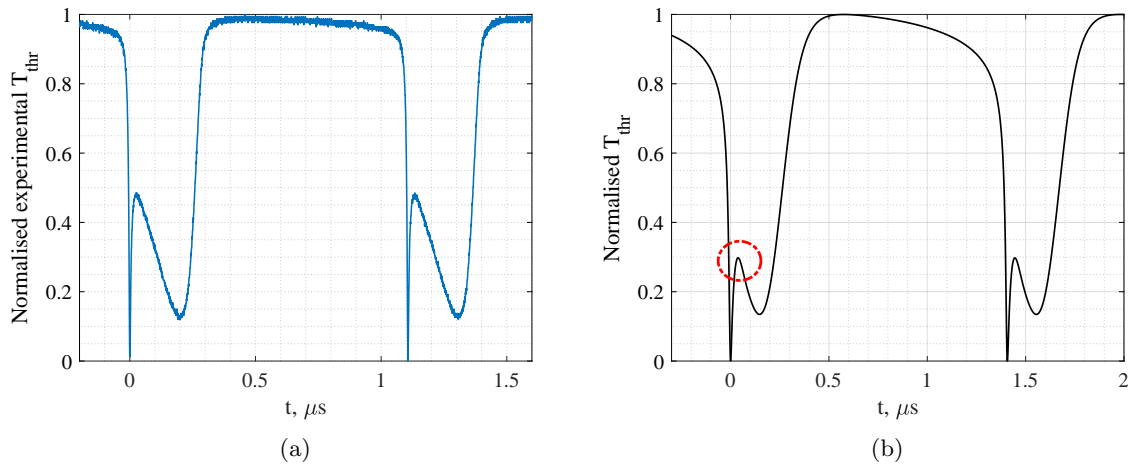 1
0.8
0.6
0.4
0.2
0
Normalised experimental T_thr
0 0.5 1 1.5
t, μs
(a)
1
0.8
0.6
0.4
0.2
0
Normalised T_thr
0 0.5 1 1.5 2
t, μs
(b)